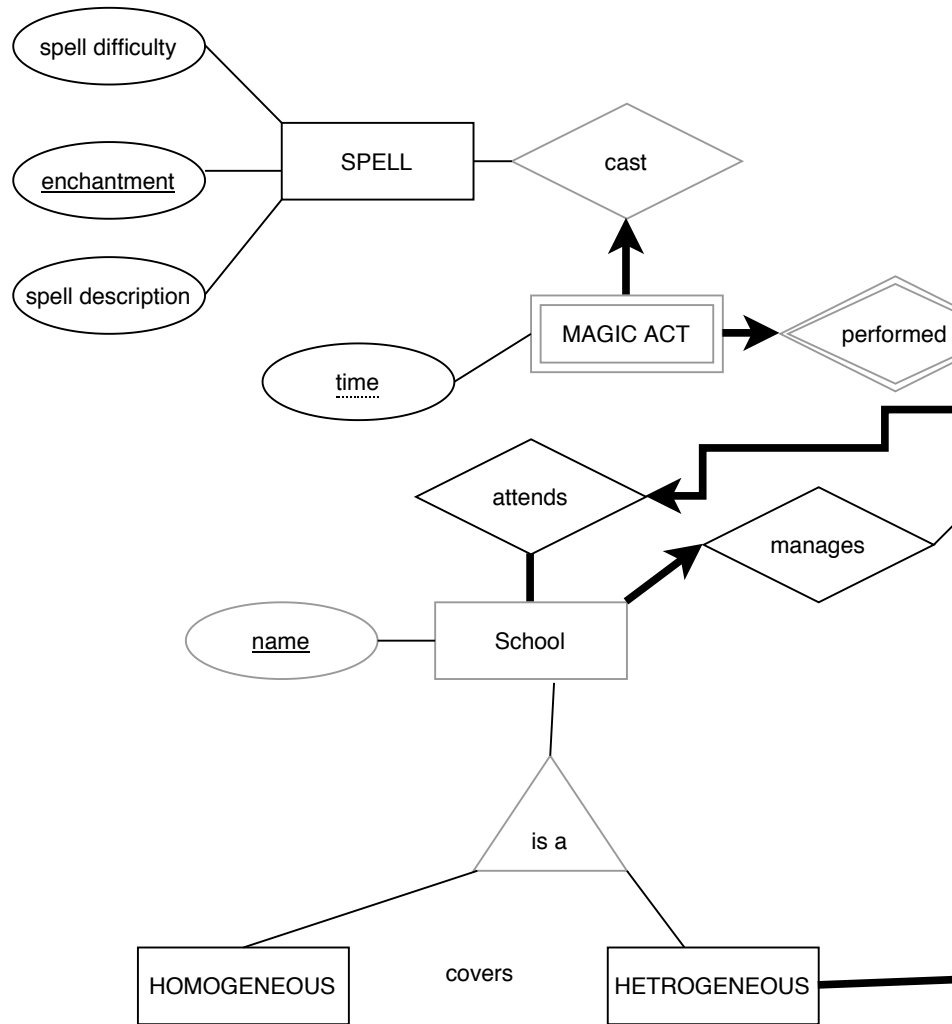 spell difficulty
SPELL
cast
enchantment
spell description
MAGIC ACT
performed
time
attends
manages
name
School
is a
covers
HOMOGENEOUS
HETROGENEOUS